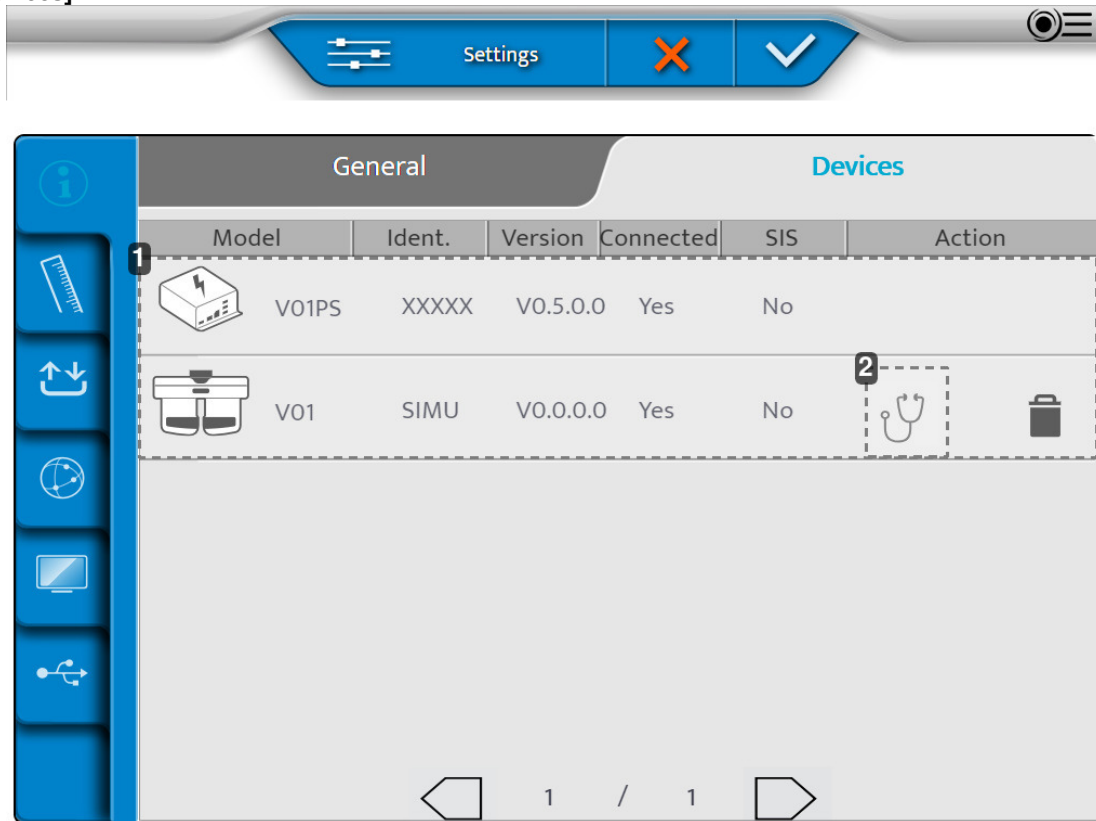 Settings
General Devices
Model Ident. Version Connected SIS Action
1
V01PS XXXXX V0.5.0.0 Yes No
2
V01 SIMU V0.0.0.0 Yes No
1 / 1